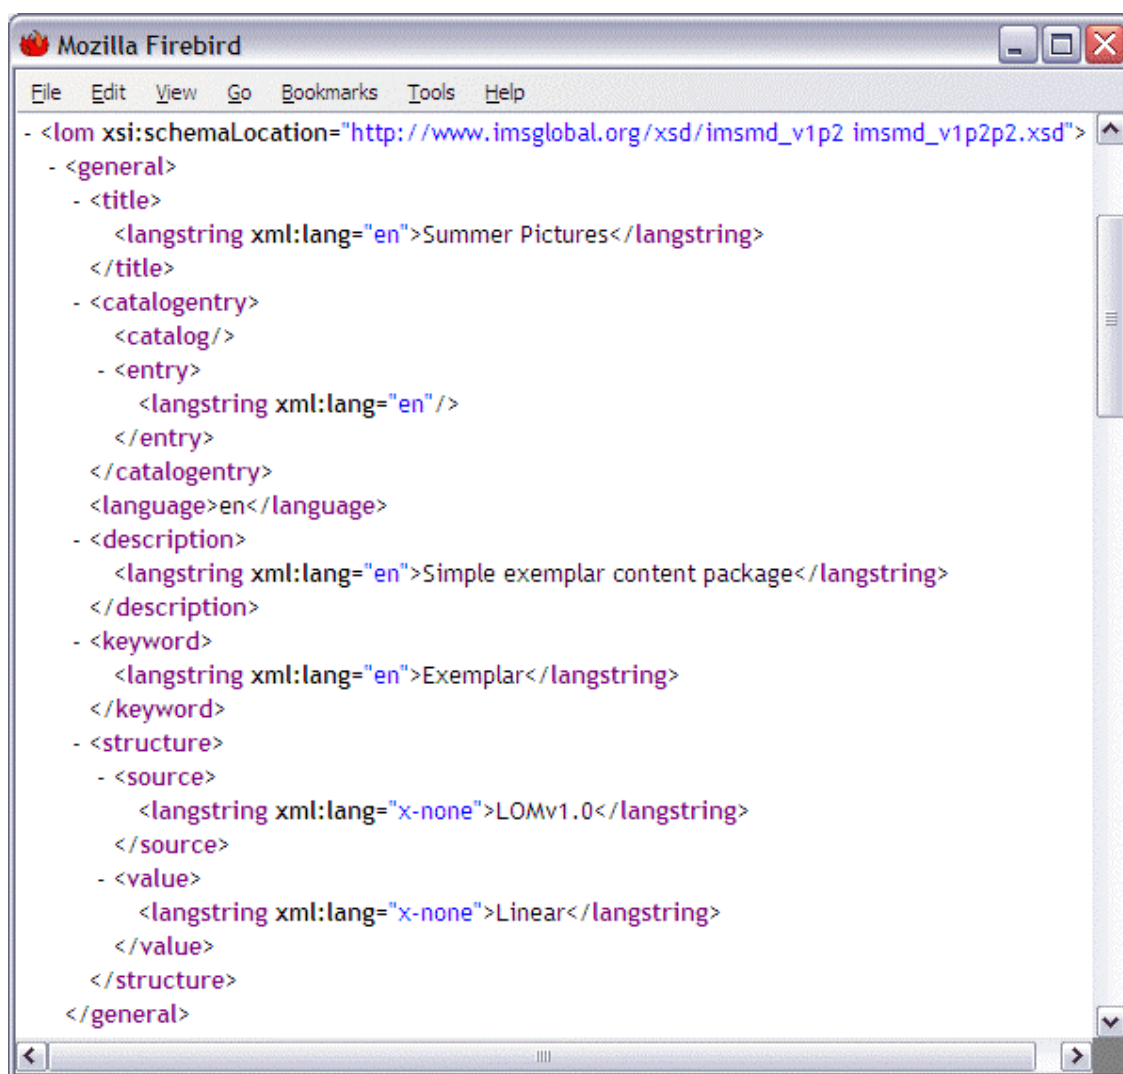 Mozilla Firebird
File Edit View Go Bookmarks Tools Help
- <lom xsi:schemaLocation="http://www.imsglobal.org/xsd/imsmd_v1p2 imsmd_v1p2p2.xsd">
- <general>
- <title>
<langstring xml:lang="en">Summer Pictures</langstring>
</title>
- <catalogentry>
<catalog/>
- <entry>
<langstring xml:lang="en"/>
</entry>
</catalogentry>
<language>en</language>
- <description>
<langstring xml:lang="en">Simple exemplar content package</langstring>
</description>
- <keyword>
<langstring xml:lang="en">Exemplar</langstring>
</keyword>
- <structure>
- <source>
<langstring xml:lang="x-none">LOMv1.0</langstring>
</source>
- <value>
<langstring xml:lang="x-none">Linear</langstring>
</value>
</structure>
</general>